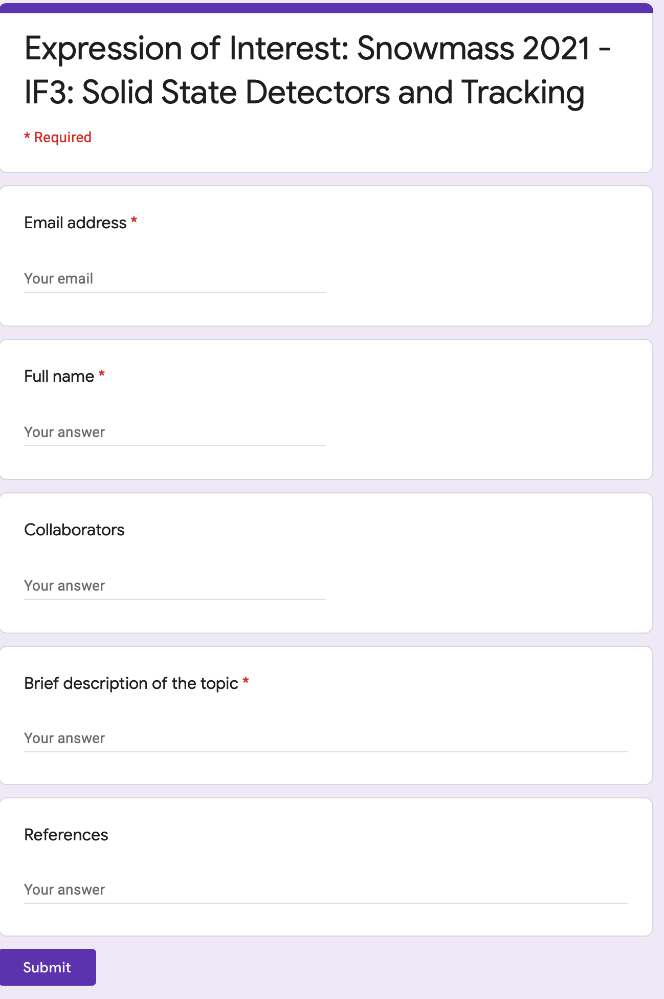 Expression of Interest: Snowmass 2021 -
IF3: Solid State Detectors and Tracking
* Required
Email address *
Your email
Full name *
Your answer
Collaborators
Your answer
Brief description of the topic *
Your answer
References
Your answer
Submit